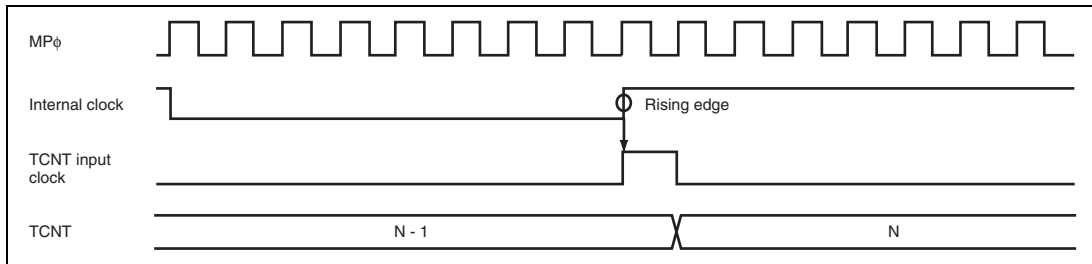 MPφ
Internal clock
Rising edge
TCNT input
clock
TCNT
N - 1
N